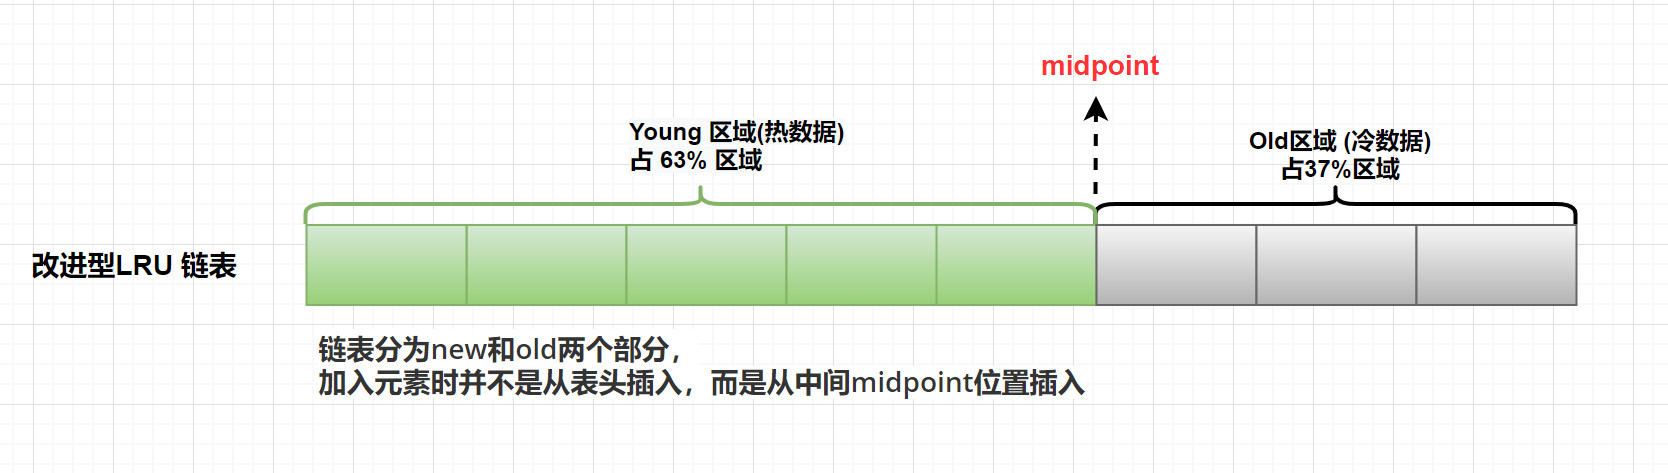 midpoint
Young 区域(热数据)
占 63% 区域
Old区域 (冷数据)
占37%区域
改进型LRU 链表
链表分为new和old两个部分，
加入元素时并不是从表头插入，而是从中间midpoint位置插入